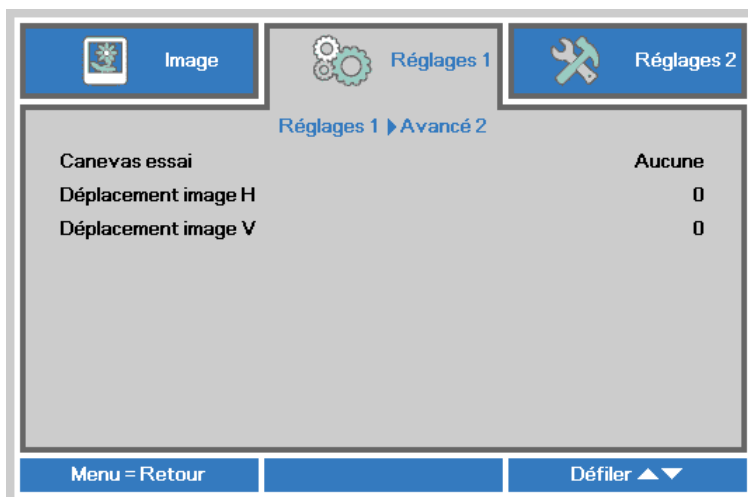 Image
Réglages 1
Réglages 2
Réglages 1 ▶ Avancé 2
Canevas essai Aucune
Déplacement image H 0
Déplacement image V 0
Menu = Retour
Défiler ▲▼